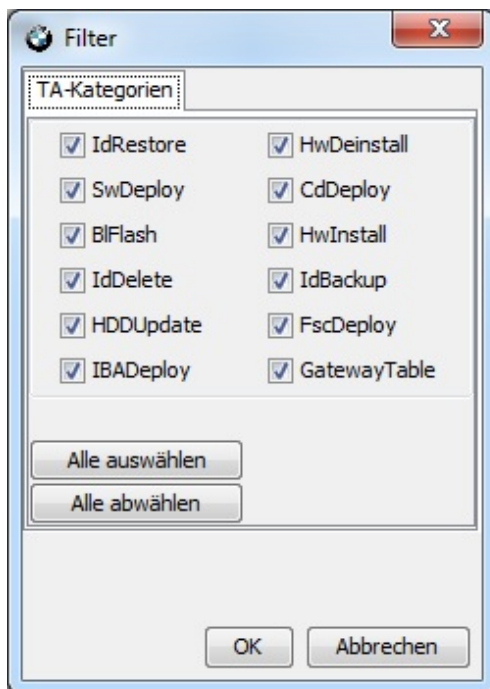 Filter
TA-Kategorien
IdRestore HwDeinstall
SwDeploy CdDeploy
BlFlash HwInstall
IdDelete IdBackup
HDDUpdate FscDeploy
IBADeploy GatewayTable
Alle auswählen
Alle abwählen
OK Abbrechen